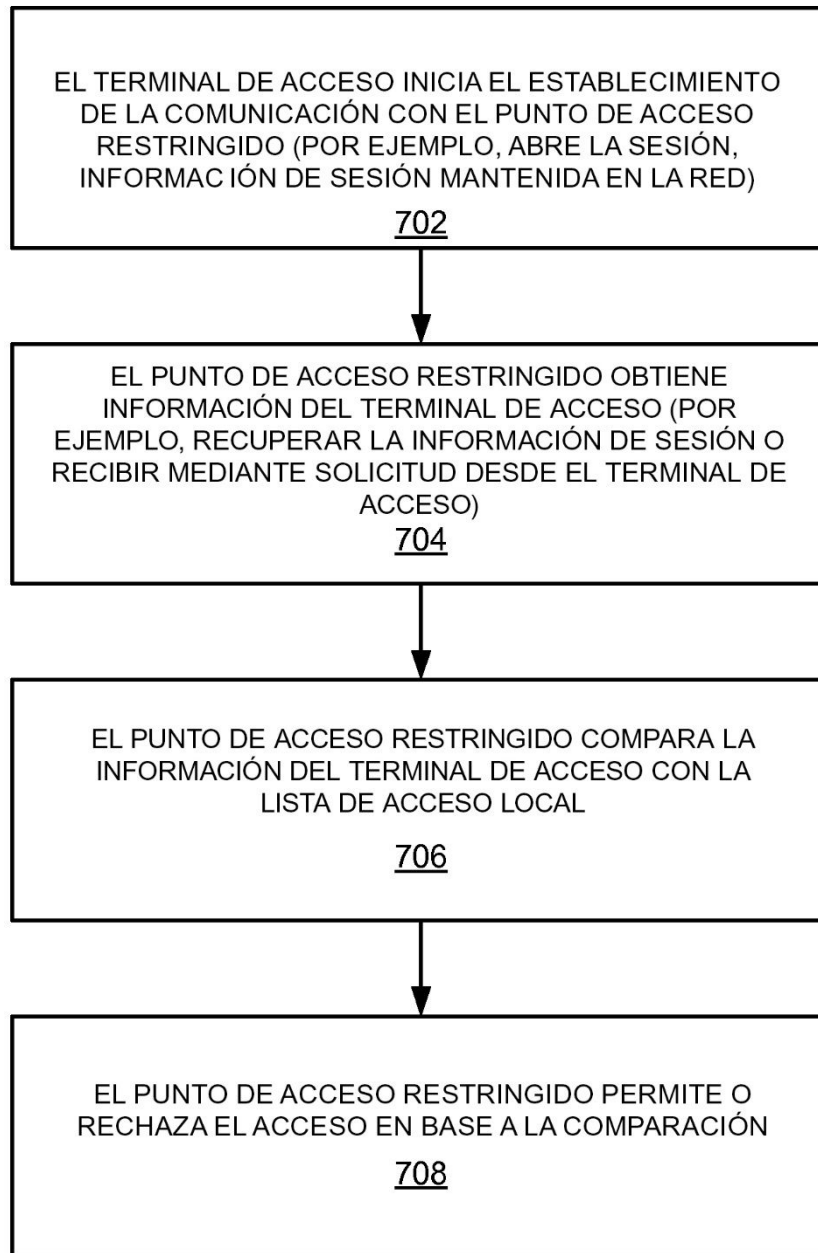 EL TERMINAL DE ACCESO INICIA EL ESTABLECIMIENTO
DE LA COMUNICACIÓN CON EL PUNTO DE ACCESO
RESTRINGIDO (POR EJEMPLO, ABRE LA SESIÓN,
INFORMAC IÓN DE SESIÓN MANTENIDA EN LA RED)
702
EL PUNTO DE ACCESO RESTRINGIDO OBTIENE
INFORMACIÓN DEL TERMINAL DE ACCESO (POR
EJEMPLO, RECUPERAR LA INFORMACIÓN DE SESIÓN O
RECIBIR MEDIANTE SOLICITUD DESDE EL TERMINAL DE
ACCESO)
704
EL PUNTO DE ACCESO RESTRINGIDO COMPARA LA
INFORMACIÓN DEL TERMINAL DE ACCESO CON LA
LISTA DE ACCESO LOCAL
706
EL PUNTO DE ACCESO RESTRINGIDO PERMITE O
RECHAZA EL ACCESO EN BASE A LA COMPARACIÓN
708